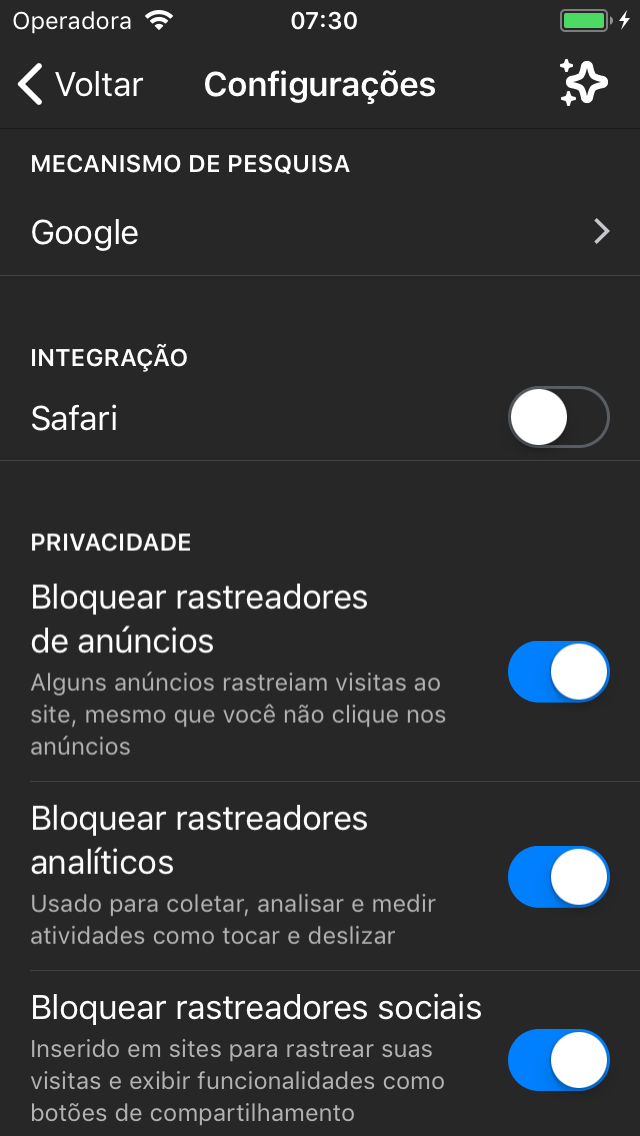 Operadora
07:30
Voltar
Configurações
MECANISMO DE PESQUISA
Google
INTEGRAÇÃO
Safari
PRIVACIDADE
Bloquear rastreadores
de anúncios
Alguns anúncios rastreiam visitas ao
site, mesmo que você não clique nos
anúncios
Bloquear rastreadores
analíticos
Usado para coletar, analisar e medir
atividades como tocar e deslizar
Bloquear rastreadores sociais
Inserido em sites para rastrear suas
visitas e exibir funcionalidades como
botões de compartilhamento